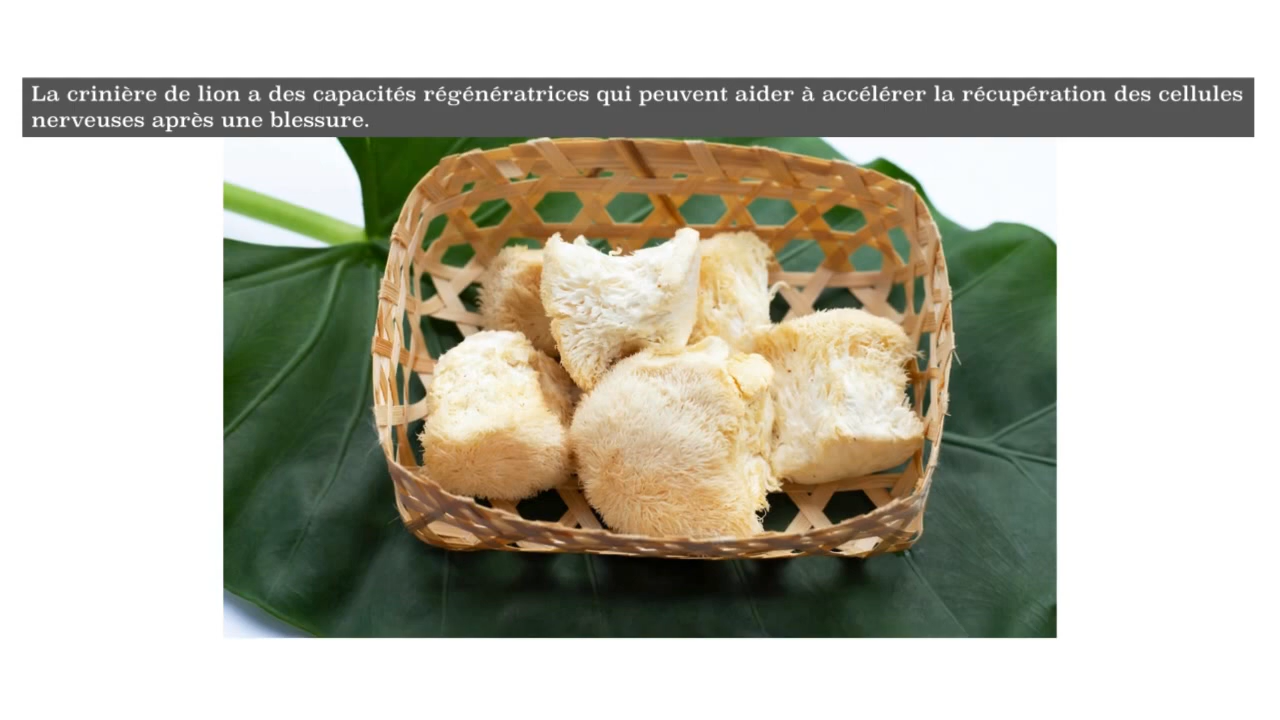 La crinière de lion a des capacités régénératrices qui peuvent aider à accélérer la récupération des cellules
nerveuses après une blessure.